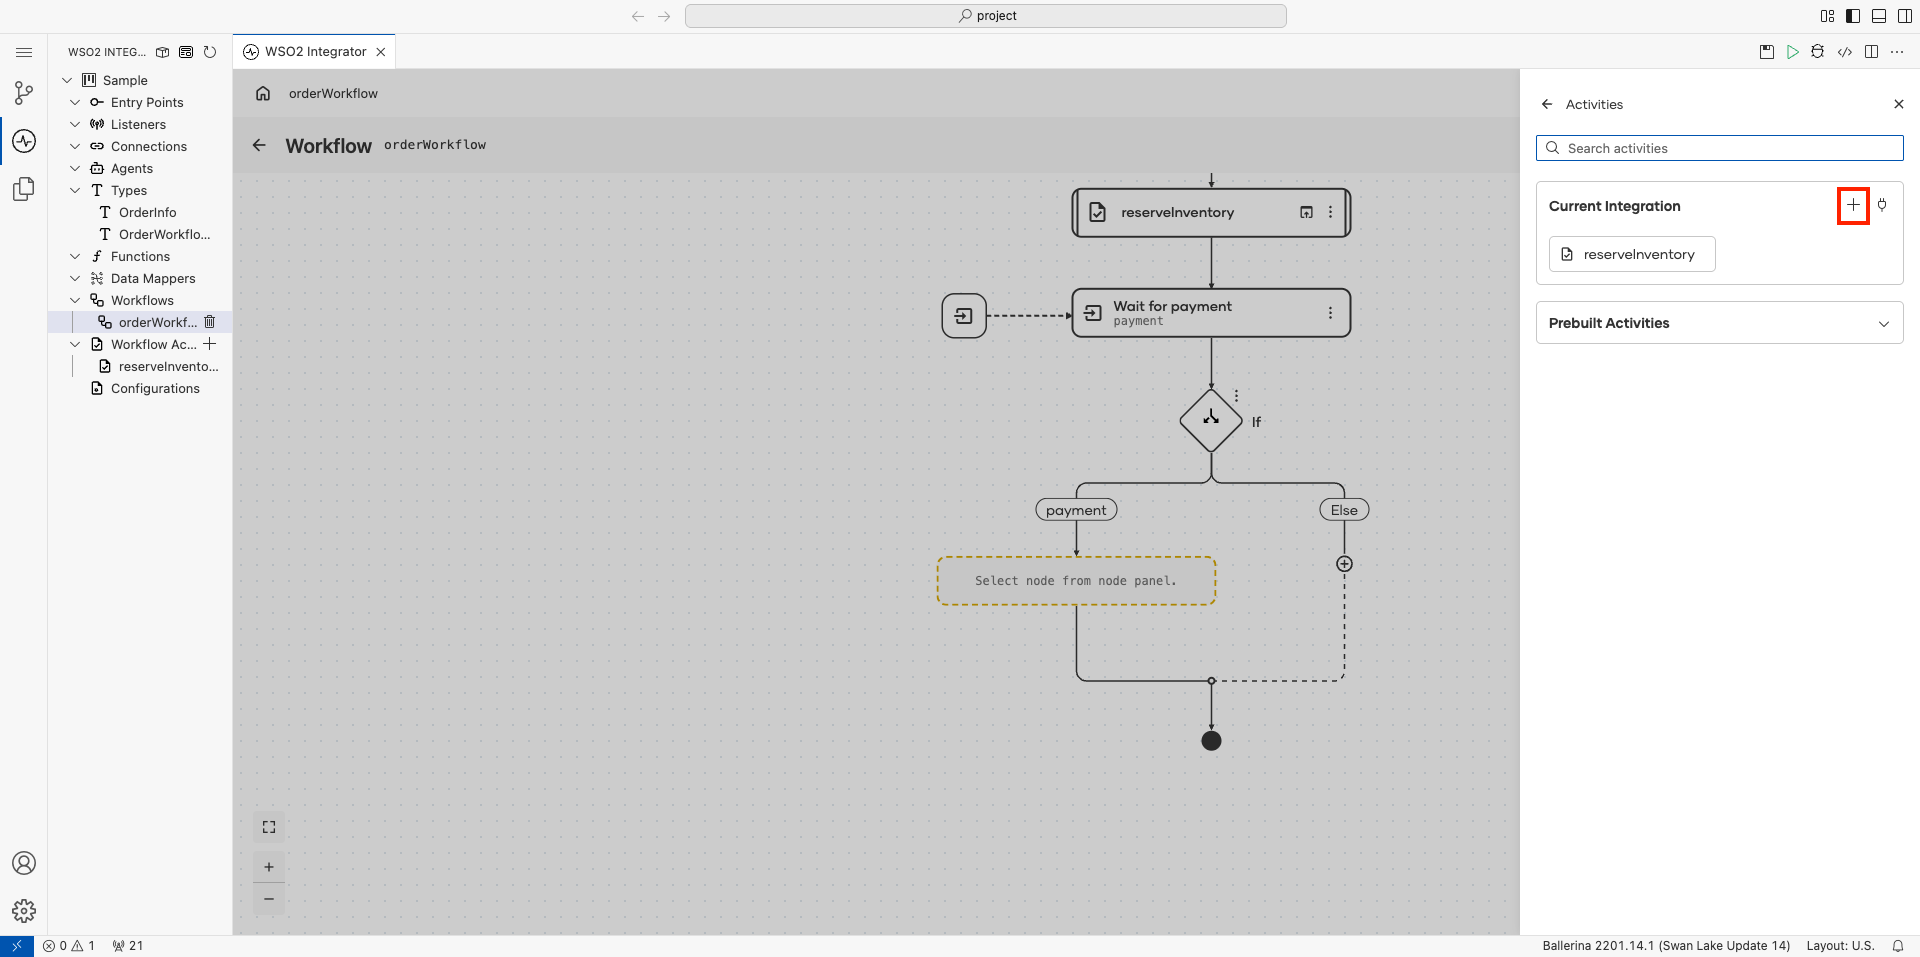 project
WSO2 INTEG...
WSO2 Integrator
Sample
Entry Points
Listeners
Connections
Agents
Types
OrderInfo
OrderWorkflo...
Functions
Data Mappers
Workflows
orderWorkf...
Workflow Ac...
reserveInvento...
Configurations
orderWorkflow
Workflow orderWorkflow
reserveInventory
Wait for payment
payment
If
payment
Else
Select node from node panel.
Activities
Search activities
Current Integration
reserveInventory
Prebuilt Activities
0 1 21
Ballerina 2201.14.1 (Swan Lake Update 14) Layout: U.S.